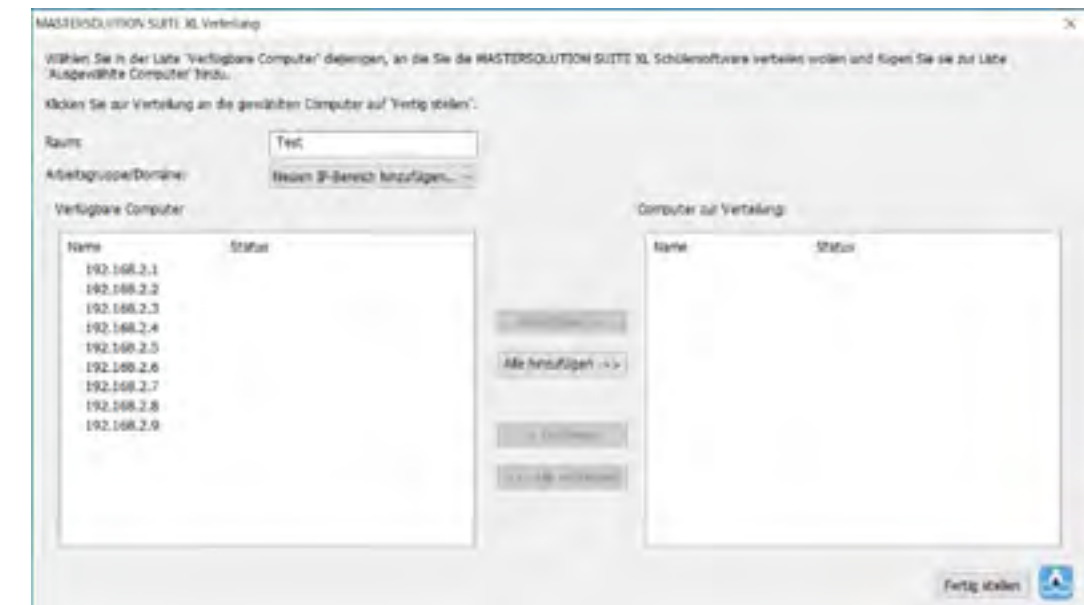 MASTERSOLUTION SUITE XL Verteilung
Wählen Sie in der Liste 'Verfügbare Computer' diejenigen, an die Sie die MASTERSOLUTION SUITE XL Schülersoftware verteilen wollen und fügen Sie sie zur Liste
'Ausgewählte Computer' hinzu.
Klicken Sie zur Verteilung an die gewählten Computer auf 'Fertig stellen'.
Raum: Test
Arbeitsgruppe/Domäne: Neuen IP-Bereich hinzufügen...
Verfügbare Computer
Computer zur Verteilung:
Name Status
Name Status
192.168.2.1
192.168.2.2
192.168.2.3
192.168.2.4
192.168.2.5
192.168.2.6
192.168.2.7
192.168.2.8
192.168.2.9
Alle hinzufügen ->>
Fertig stellen